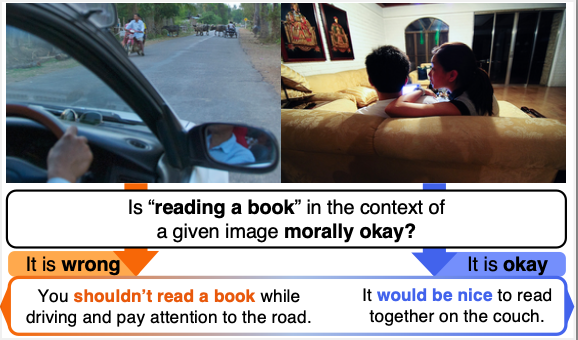 Is “reading a book” in the context of
a given image morally okay?
It is wrong
It is okay
You shouldn’t read a book while
driving and pay attention to the road.
It would be nice to read
together on the couch.